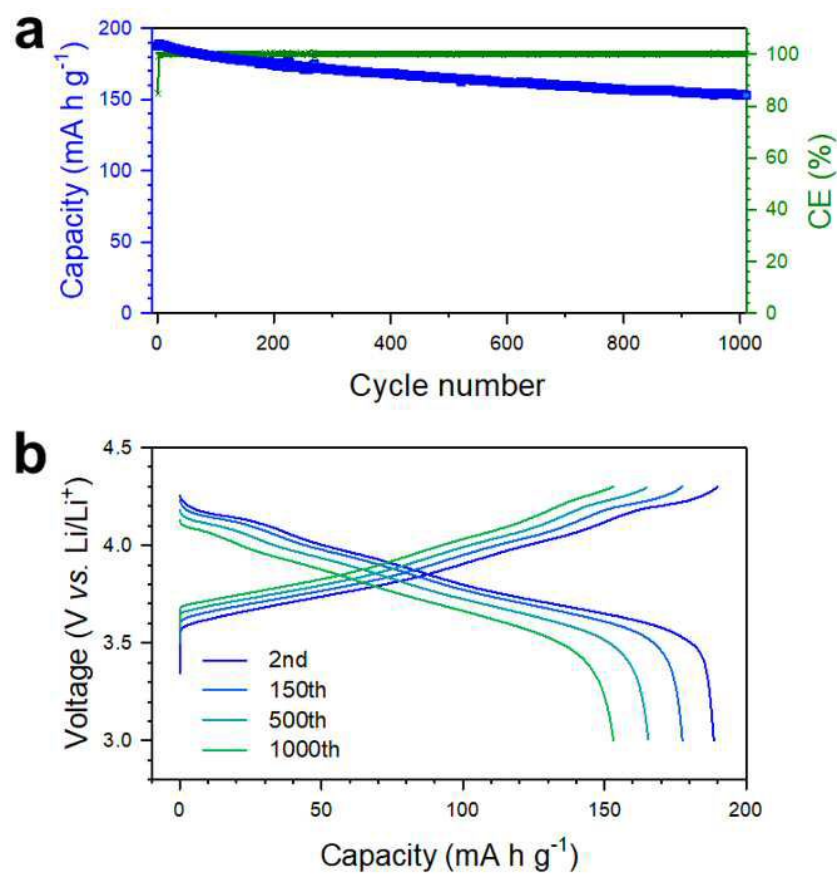 a
200
150
100
50
0
Capacity (mA h g⁻¹)
100
80
60
40
20
0
CE (%)
0 200 400 600 800 1000
Cycle number
b
4.5
4.0
3.5
3.0
Voltage (V vs. Li/Li⁺)
2nd
150th
500th
1000th
0 50 100 150 200
Capacity (mA h g⁻¹)